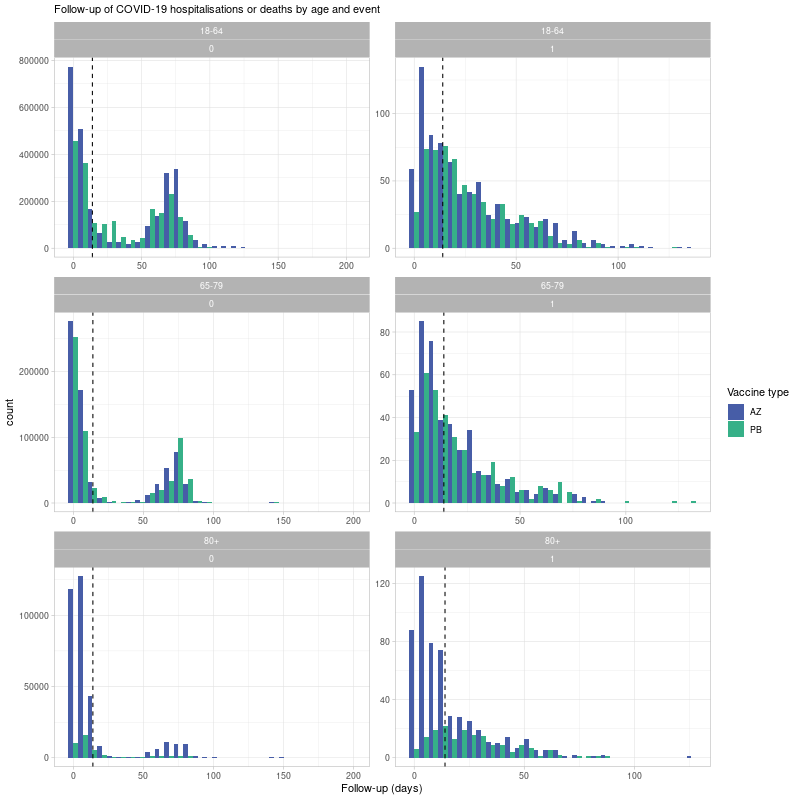 Follow-up of COVID-19 hospitalisations or deaths by age and event
18-64
0
18-64
1
800000
600000
400000
200000
0
100
50
0
0 50 100 150 200
0 50 100
65-79
0
65-79
1
200000
100000
0
80
60
40
20
0
0 50 100 150 200
0 50 100
80+
0
80+
1
100000
50000
0
120
80
40
0
0 50 100 150 200
0 50 100
count
Follow-up (days)
Vaccine type
AZ
PB